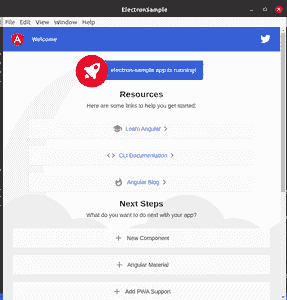 ElectronSample
File Edit View Window Help
Welcome
electron-sample app is running!
Resources
Here are some links to help you get started:
Learn Angular
CLI Documentation
Angular Blog
Next Steps
What do you want to do next with your app?
New Component
Angular Material
Add PWA Support